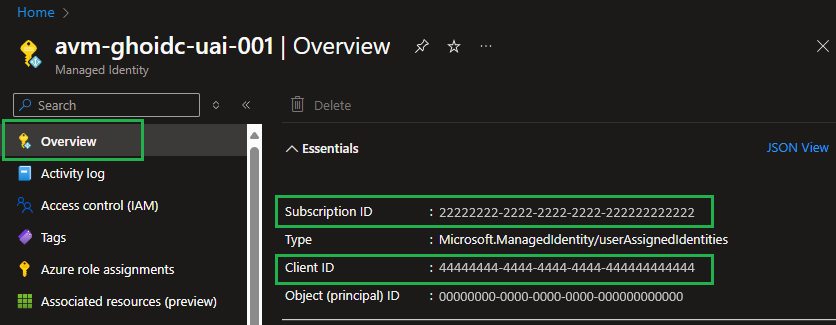 Home >
avm-ghoidc-uai-001 | Overview ...
Managed Identity
Search
Delete
Overview
Essentials
JSON View
Activity log
Access control (IAM)
Subscription ID : 22222222-2222-2222-2222-222222222222
Tags
Type : Microsoft.ManagedIdentity/userAssignedIdentities
Azure role assignments
Client ID : 44444444-4444-4444-4444-444444444444
Associated resources (preview)
Object (principal) ID : 00000000-0000-0000-0000-000000000000